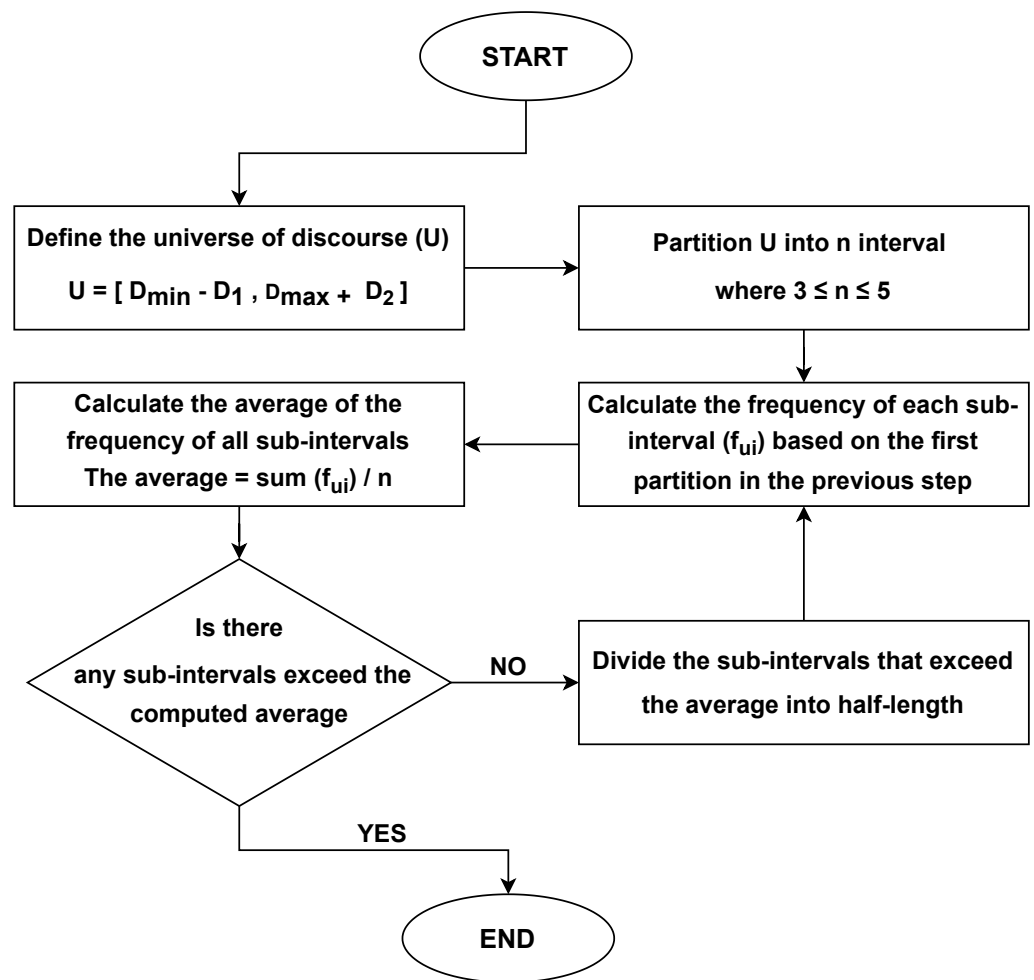 START
Define the universe of discourse (U)
U = [ Dmin - D1 , Dmax + D2 ]
Partition U into n interval
where 3 ≤ n ≤ 5
Calculate the frequency of each sub-
interval (fui) based on the first
partition in the previous step
Calculate the average of the
frequency of all sub-intervals
The average = sum (fui) / n
Is there
any sub-intervals exceed the
computed average
NO
Divide the sub-intervals that exceed
the average into half-length
YES
END